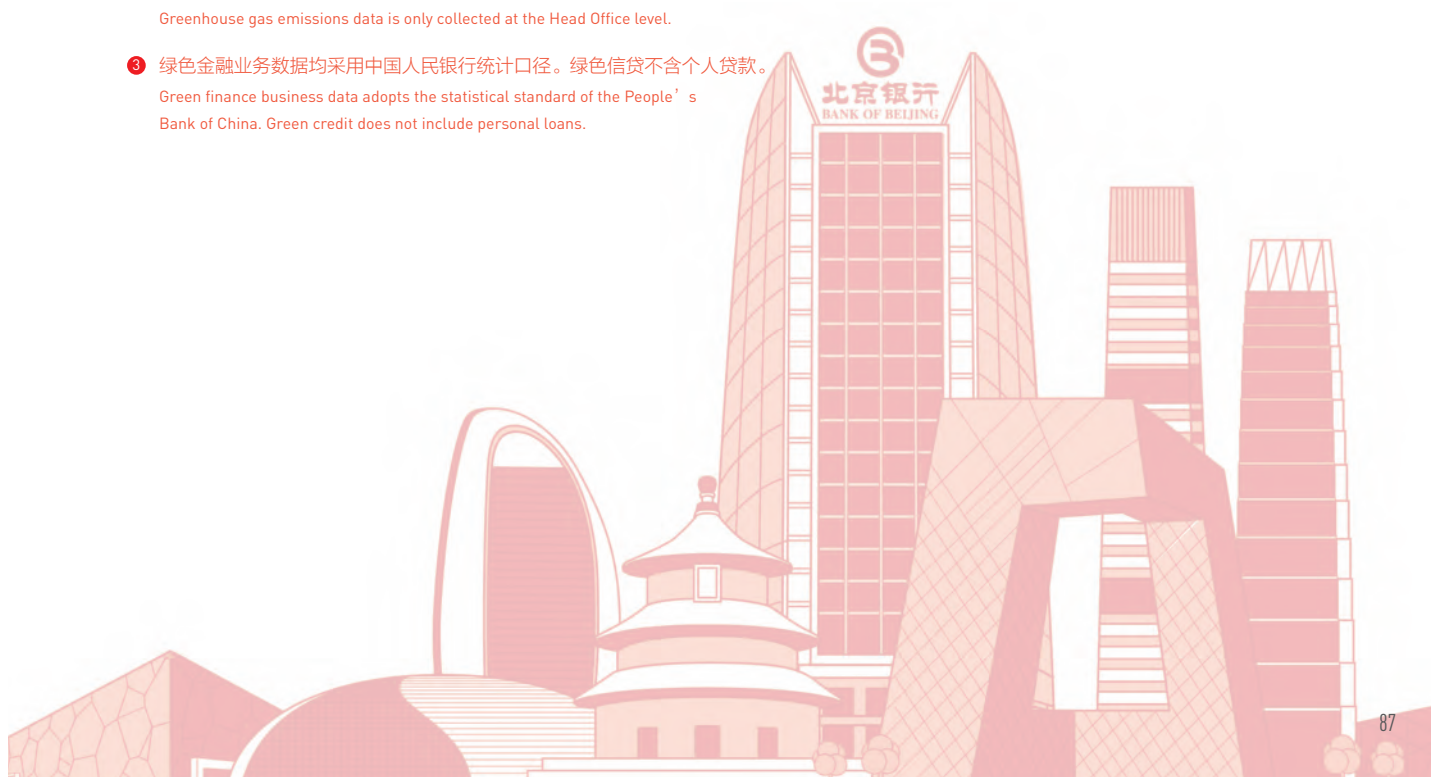 Greenhouse gas emissions data is only collected at the Head Office level.
3 绿色金融业务数据均采用中国人民银行统计口径。绿色信贷不含个人贷款。
Green finance business data adopts the statistical standard of the People’s
Bank of China. Green credit does not include personal loans.
北京银行
BANK OF BEIJING
87